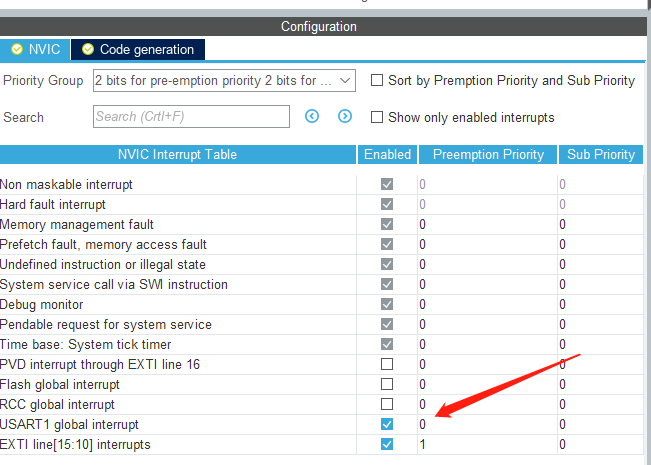 Configuration
NVIC Code generation
Priority Group 2 bits for pre-emption priority 2 bits for ... Sort by Premption Priority and Sub Priority
Search Search (Crtl+F) Show only enabled interrupts
NVIC Interrupt Table Enabled Preemption Priority Sub Priority
Non maskable interrupt 0 0
Hard fault interrupt 0 0
Memory management fault 0 0
Prefetch fault, memory access fault 0 0
Undefined instruction or illegal state 0 0
System service call via SWI instruction 0 0
Debug monitor 0 0
Pendable request for system service 0 0
Time base: System tick timer 0 0
PVD interrupt through EXTI line 16 0 0
Flash global interrupt 0 0
RCC global interrupt 0 0
USART1 global interrupt 0 0
EXTI line[15:10] interrupts 1 0